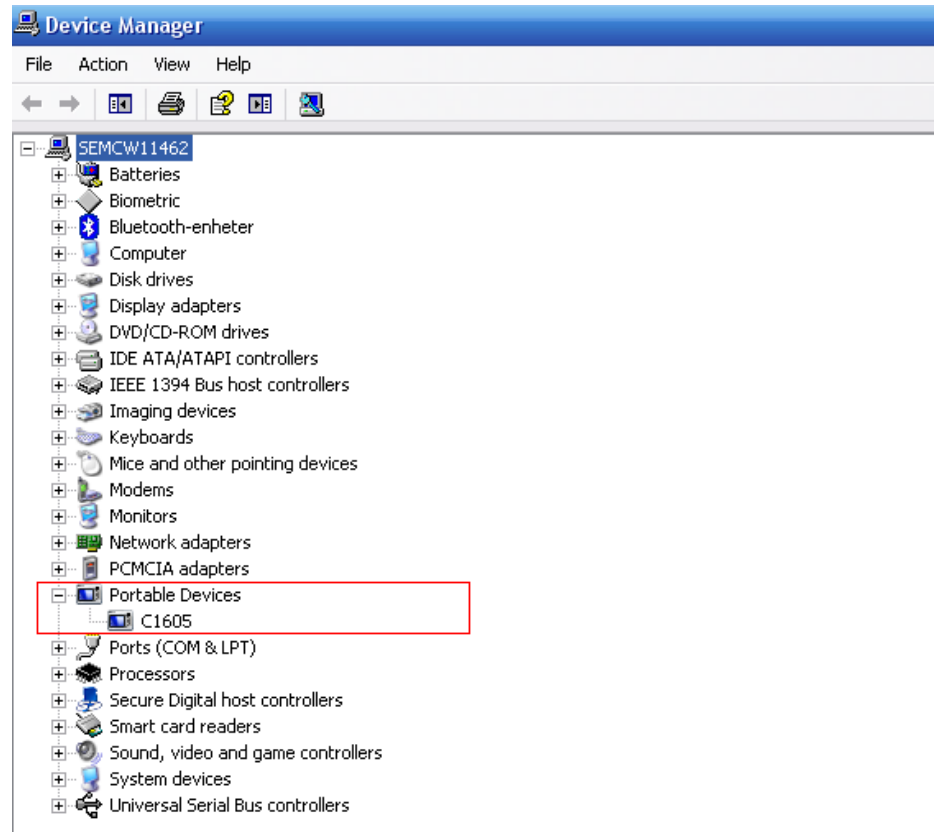 Device Manager
File Action View Help
SEMCW11462
Batteries
Biometric
Bluetooth-enheter
Computer
Disk drives
Display adapters
DVD/CD-ROM drives
IDE ATA/ATAPI controllers
IEEE 1394 Bus host controllers
Imaging devices
Keyboards
Mice and other pointing devices
Modems
Monitors
Network adapters
PCMCIA adapters
Portable Devices
C1605
Ports (COM & LPT)
Processors
Secure Digital host controllers
Smart card readers
Sound, video and game controllers
System devices
Universal Serial Bus controllers